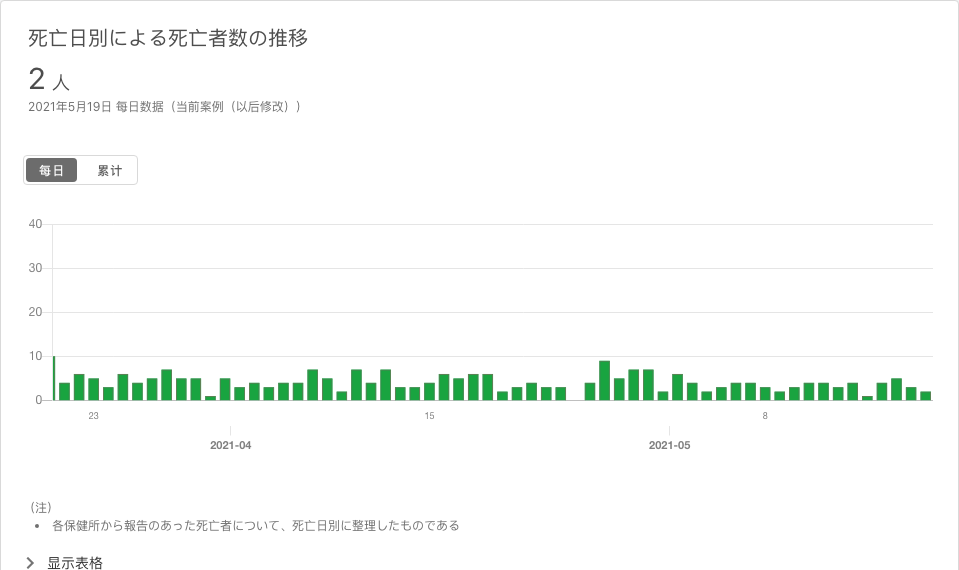 死亡日別による死亡者数の推移
2 人
2021年5月19日 每日数据（当前案例（以后修改））
每日 累计
40
30
20
10
0
23 15 8
2021-04 2021-05
（注）
• 各保健所から報告のあった死亡者について、死亡日別に整理したものである
显示表格